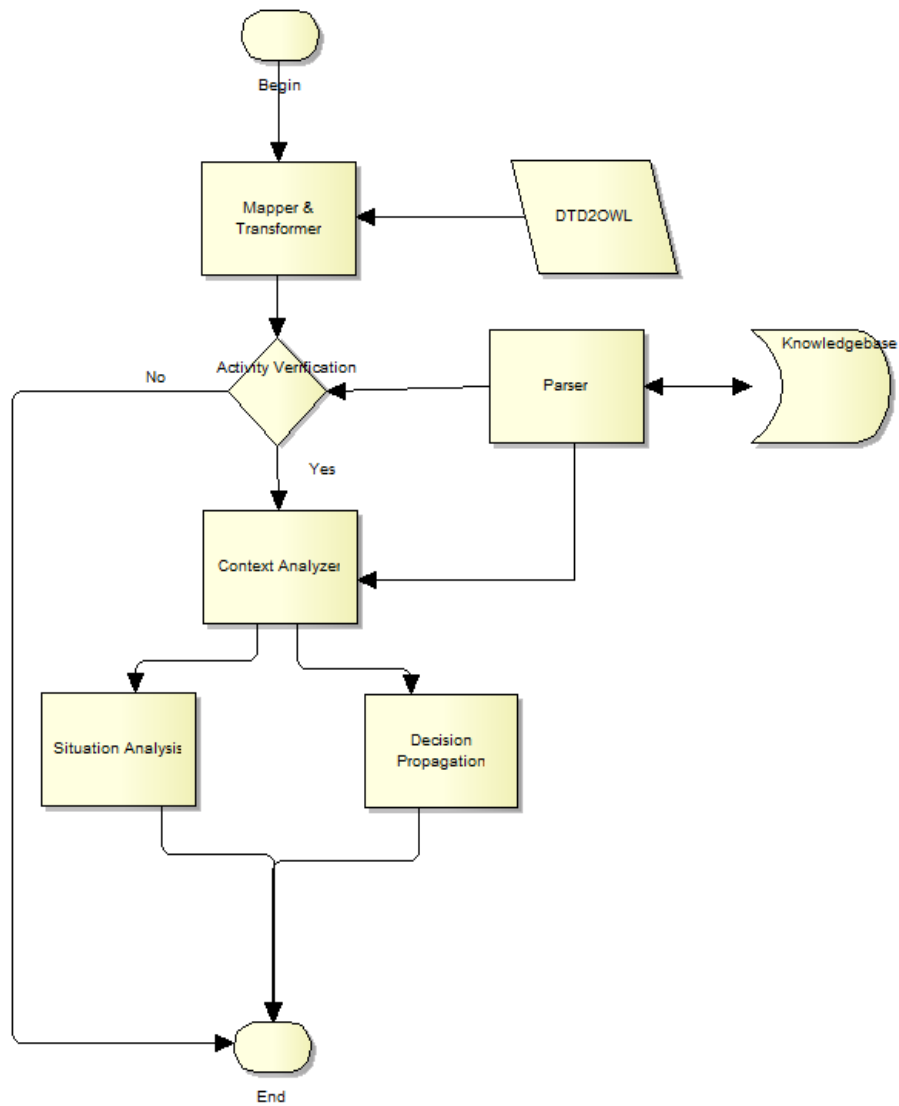 Begin
Mapper &
Transformer
DTD2OWL
Knowledgebase
Activity Verification
No
Parser
Yes
Context Analyzer
Situation Analysis
Decision
Propagation
End